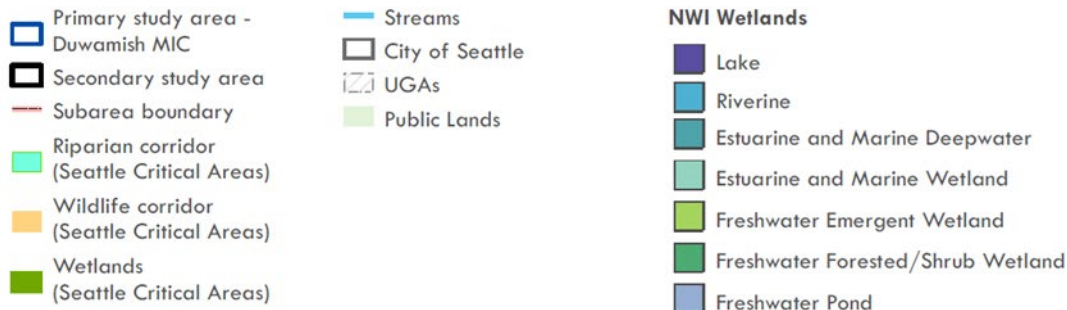 Primary study area -
Duwamish MIC
Secondary study area
Subarea boundary
Riparian corridor
(Seattle Critical Areas)
Wildlife corridor
(Seattle Critical Areas)
Wetlands
(Seattle Critical Areas)
Streams
City of Seattle
UGAs
Public Lands
NWI Wetlands
Lake
Riverine
Estuarine and Marine Deepwater
Estuarine and Marine Wetland
Freshwater Emergent Wetland
Freshwater Forested/Shrub Wetland
Freshwater Pond